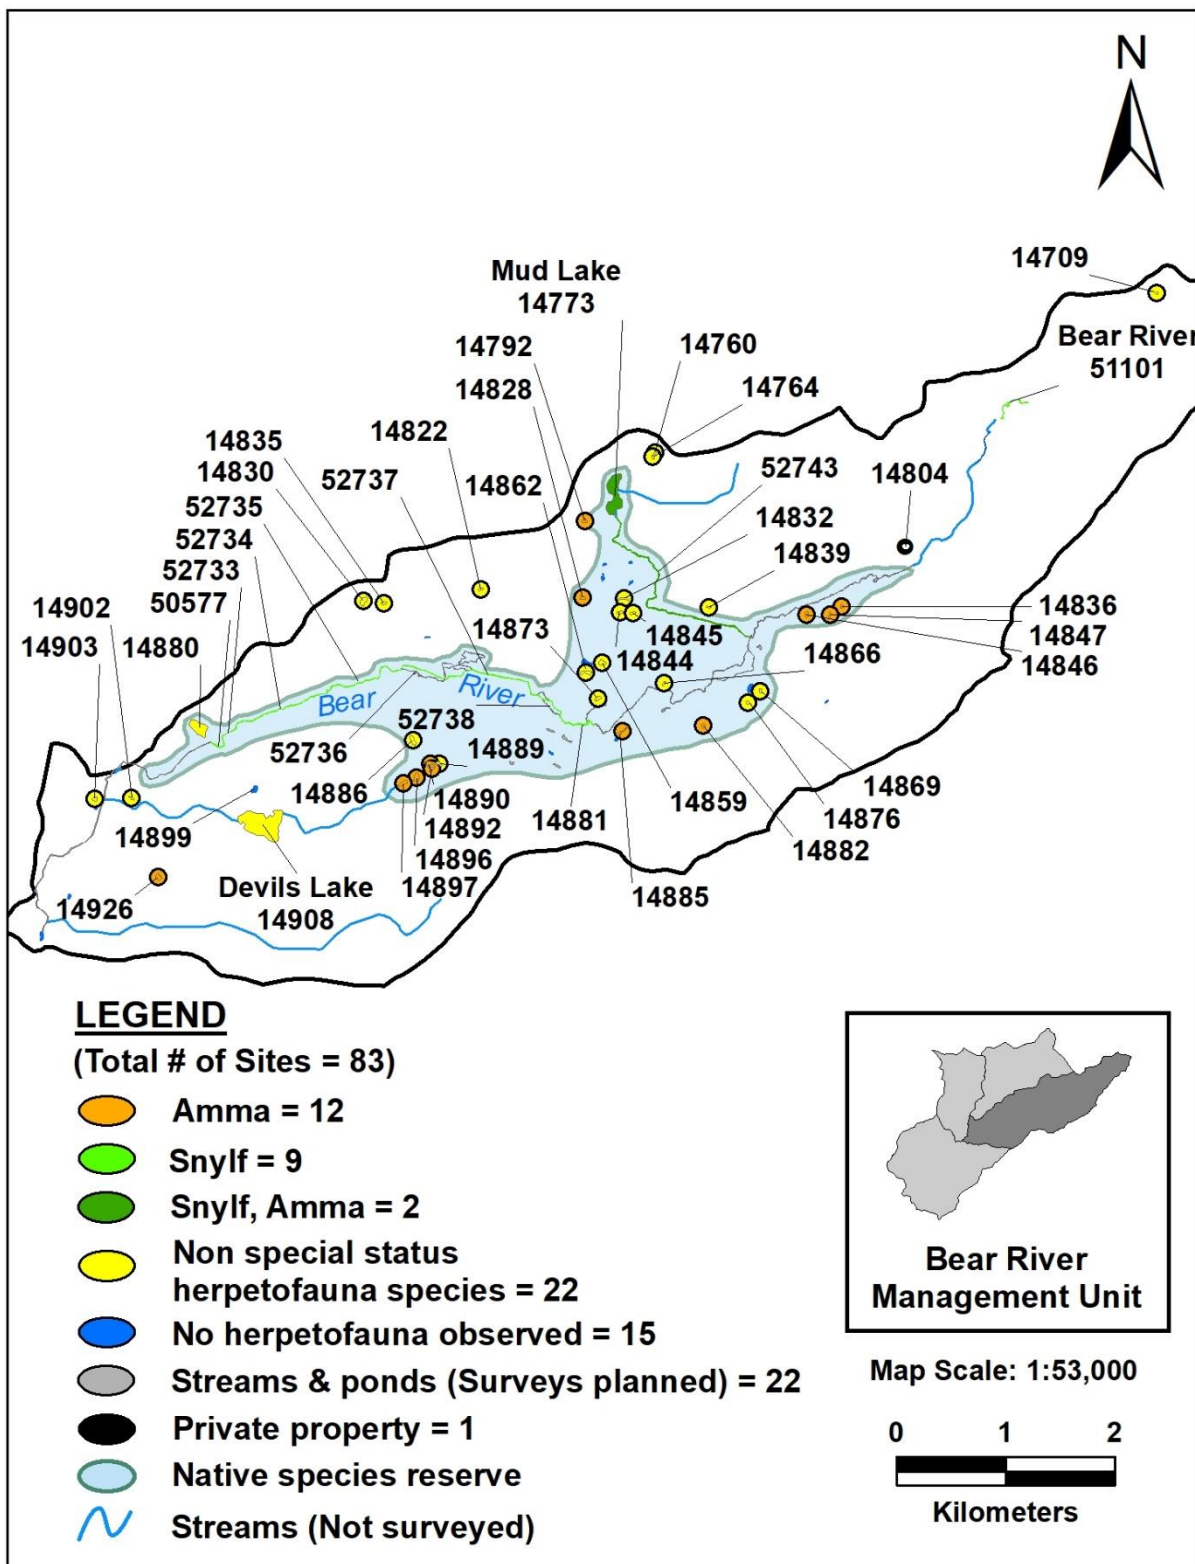 N
14709
Mud Lake
14773
Bear River
51101
14792
14760
14828
14764
14835
14822
14830
52737
14862
52743
14804
52735
14832
52734
14839
52733
14902
50577
14903
14880
14873
14845
14836
14847
14844
14866
14846
Bear
River
52738
52736
14889
14886
14890
14881
14859
14869
14899
14892
14876
14896
14882
14897
14885
Devils Lake
14926
14908
LEGEND
(Total # of Sites = 83)
Amma = 12
Snylf = 9
Snylf, Amma = 2
Non special status
herpetofauna species = 22
No herpetofauna observed = 15
Streams & ponds (Surveys planned) = 22
Private property = 1
Native species reserve
Streams (Not surveyed)
Bear River
Management Unit
Map Scale: 1:53,000
0 1 2
Kilometers